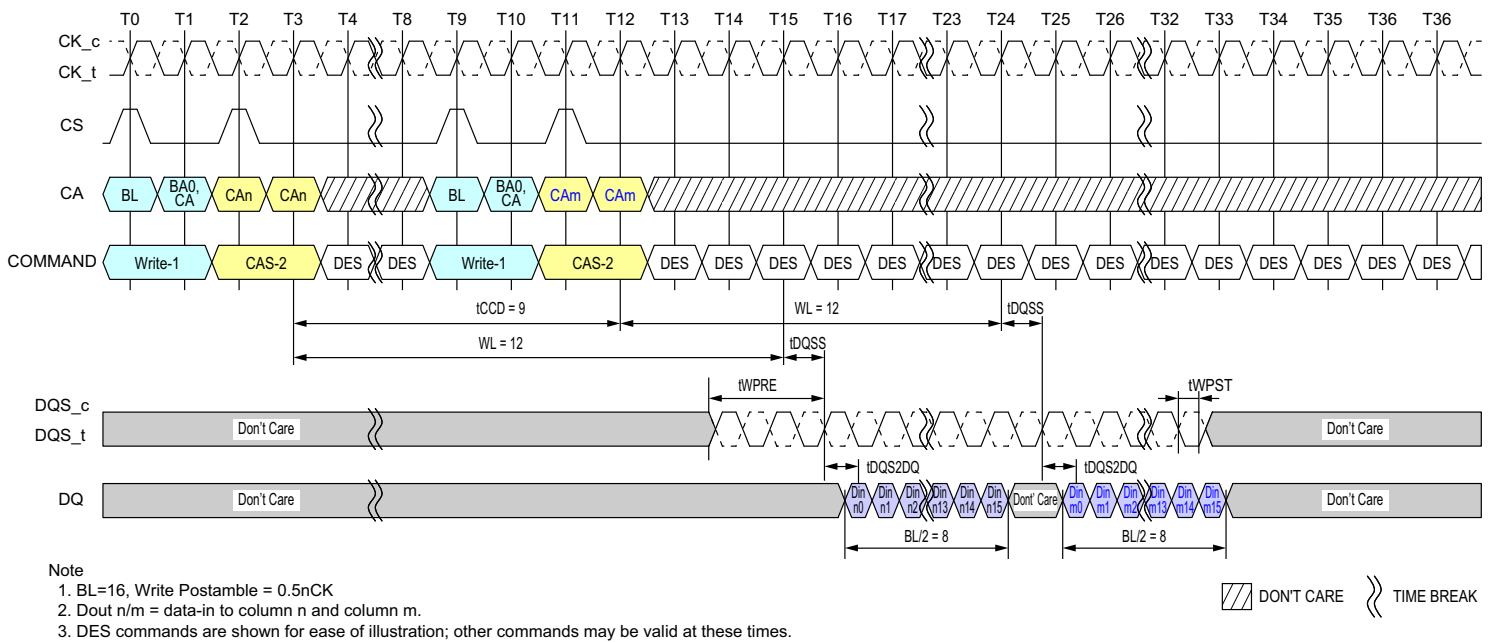 T0 T1 T2 T3 T4 T8 T9 T10 T11 T12 T13 T14 T15 T16 T17 T23 T24 T25 T26 T32 T33 T34 T35 T36 T36
CK_c
CK_t
CS
CA BL BA0, CA CAn CAn BL BA0, CA CAm CAm
COMMAND Write-1 CAS-2 DES DES Write-1 CAS-2 DES DES DES DES DES DES DES DES DES DES DES DES DES DES DES
tCCD = 9 WL = 12 tDQSS
WL = 12 tDQSS
tWPRE tWPST
DQS_c
DQS_t Don't Care Don't Care
tDQS2DQ tDQS2DQ
DQ Don't Care Din n0 Din n1 Din n2 Din n13 Din n14 Din n15 Dont' Care Din m0 Din m1 Din m2 Din m13 Din m14 Din m15 Don't Care
BL/2 = 8 BL/2 = 8
Note
1. BL=16, Write Postamble = 0.5nCK
2. Dout n/m = data-in to column n and column m.
3. DES commands are shown for ease of illustration; other commands may be valid at these times.
DON'T CARE TIME BREAK